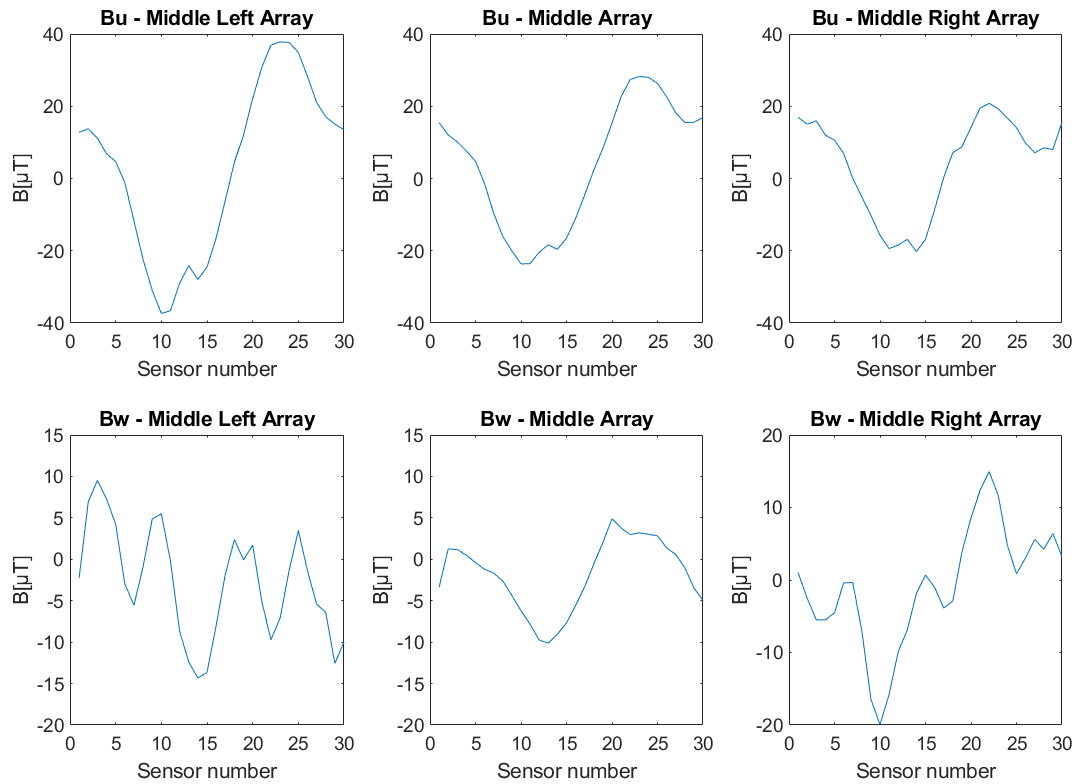 Bu - Middle Left Array
40
20
0
-20
-40
B[µT]
0 5 10 15 20 25 30
Sensor number
Bu - Middle Array
40
20
0
-20
-40
B[µT]
0 5 10 15 20 25 30
Sensor number
Bu - Middle Right Array
40
20
0
-20
-40
B[µT]
0 5 10 15 20 25 30
Sensor number
Bw - Middle Left Array
15
10
5
0
-5
-10
-15
-20
B[µT]
0 5 10 15 20 25 30
Sensor number
Bw - Middle Array
15
10
5
0
-5
-10
-15
-20
B[µT]
0 5 10 15 20 25 30
Sensor number
Bw - Middle Right Array
20
10
0
-10
-20
B[µT]
0 5 10 15 20 25 30
Sensor number